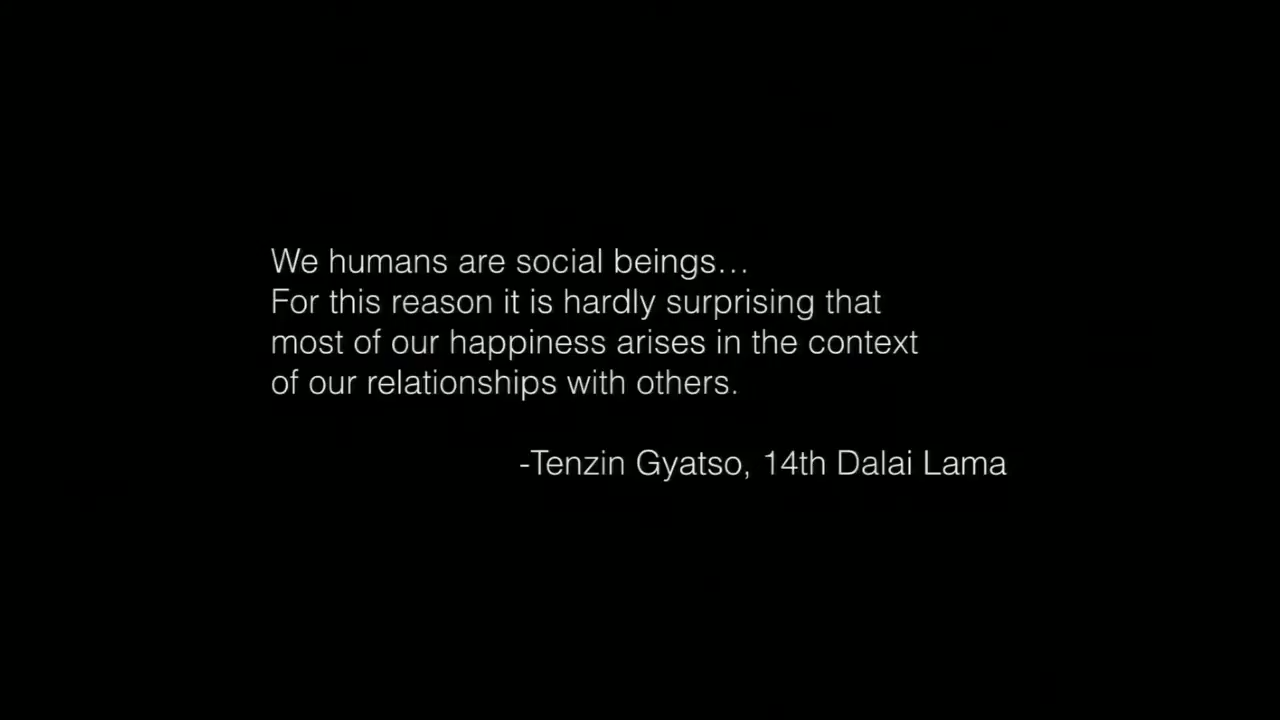 We humans are social beings…
For this reason it is hardly surprising that
most of our happiness arises in the context
of our relationships with others.
-Tenzin Gyatso, 14th Dalai Lama